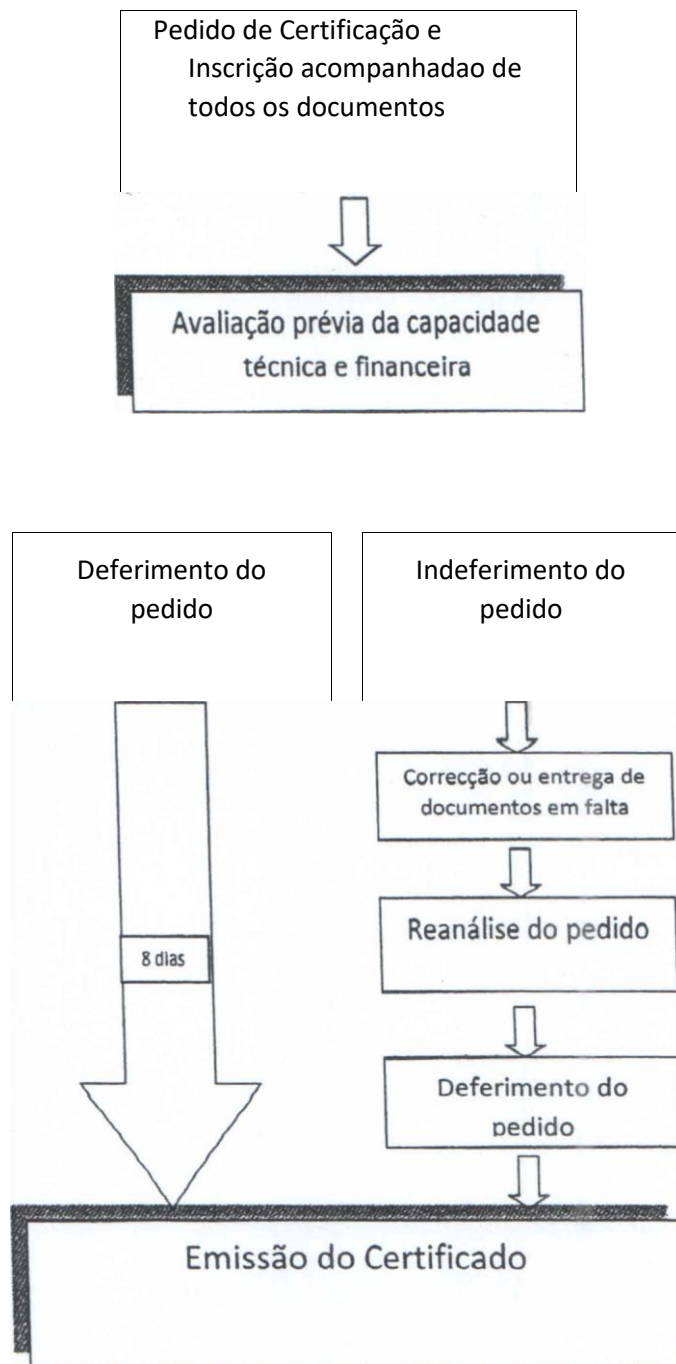 Pedido de Certificação e
Inscrição acompanhadao de
todos os documentos
Avaliação prévia da capacidade
técnica e financeira
Deferimento do
pedido
Indeferimento do
pedido
8 dias
Correcção ou entrega de
documentos em falta
Reanálise do pedido
Deferimento do
pedido
Emissão do Certificado